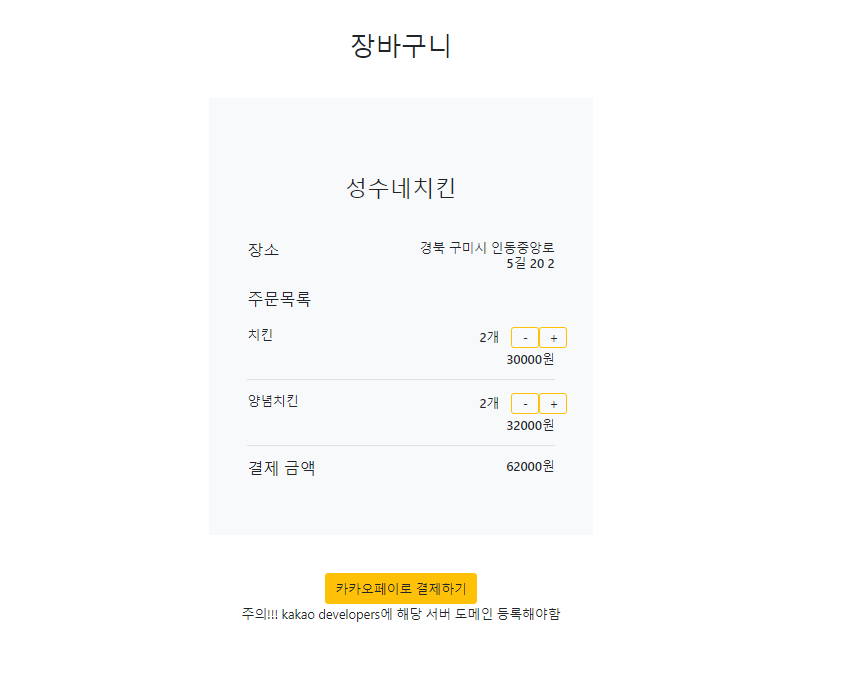 장바구니
성수네치킨
장소
경북 구미시 인동중앙로
5길 20 2
주문목록
치킨 2개 - +
30000원
양념치킨 2개 - +
32000원
결제 금액 62000원
카카오페이로 결제하기
주의!!! kakao developers에 해당 서버 도메인 등록해야함